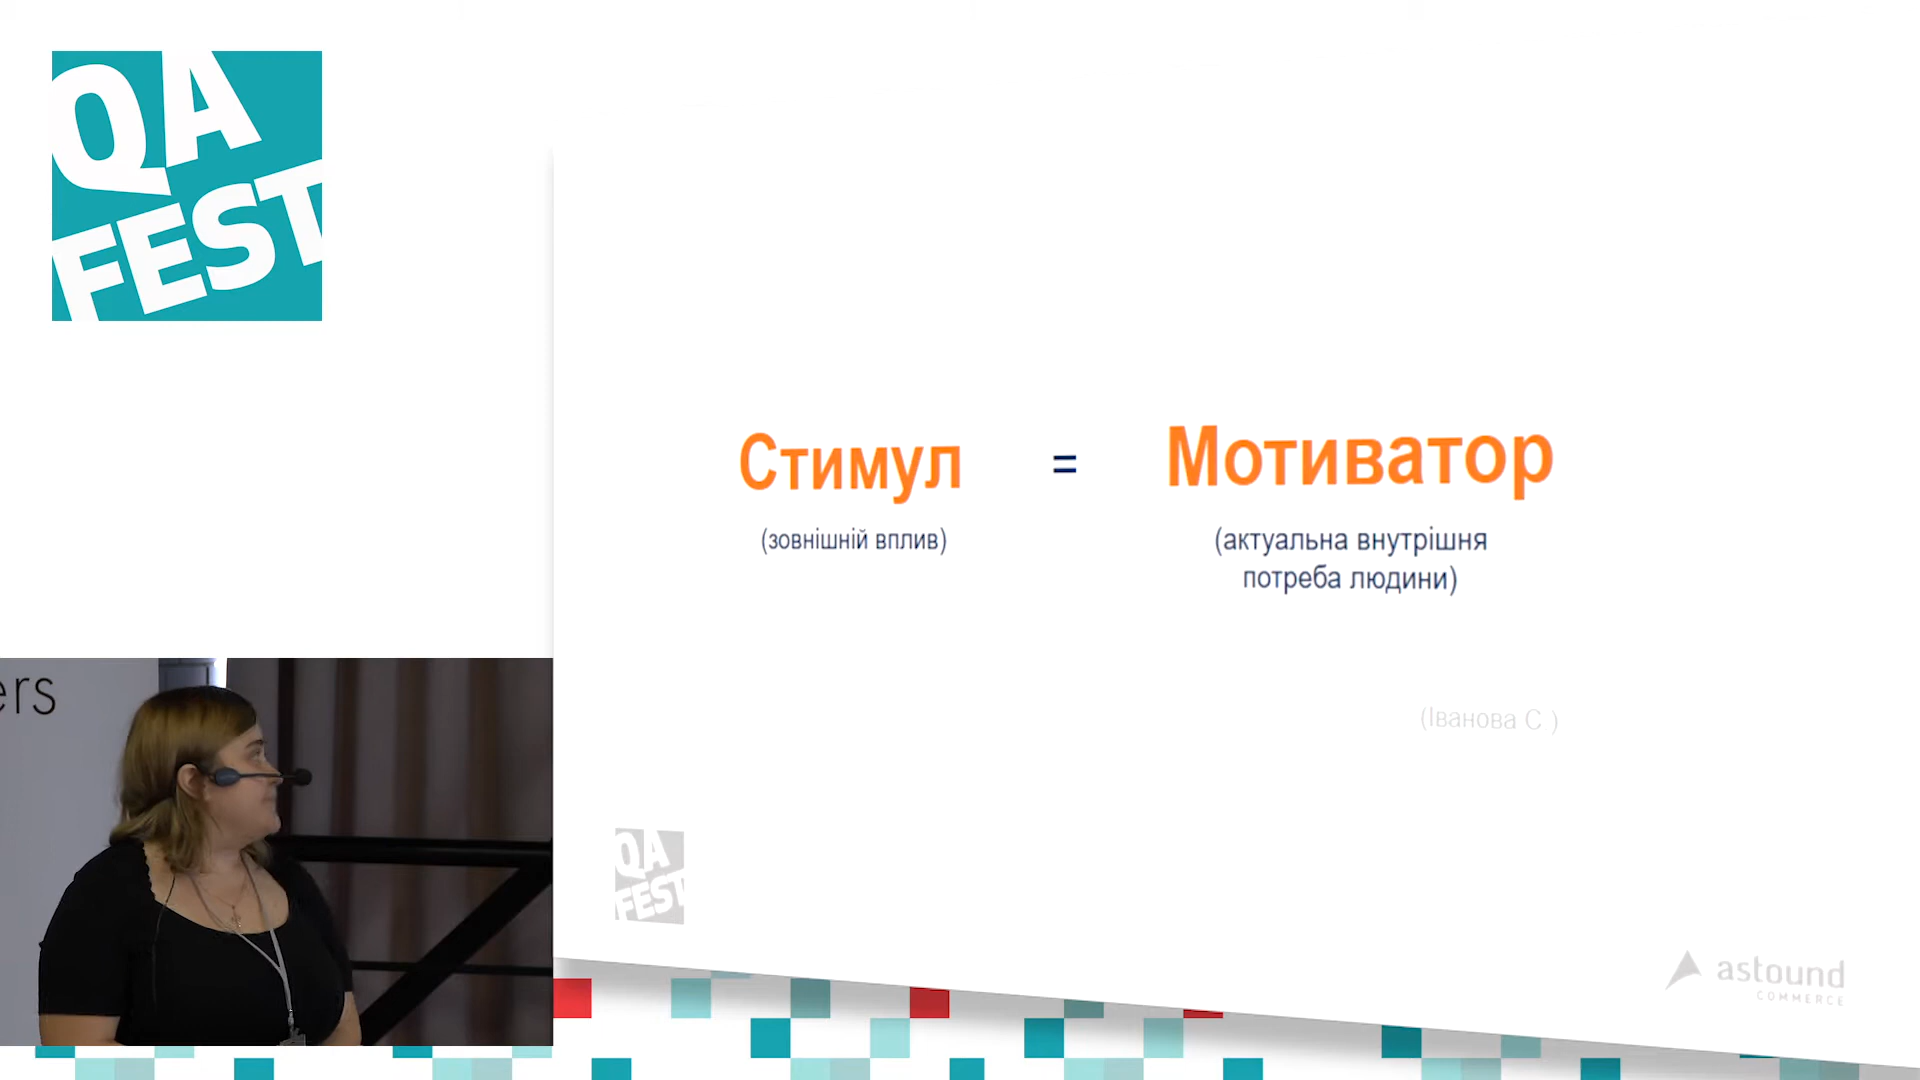 QA
FEST
Стимул = Мотиватор
(зовнішній вплив)
(актуальна внутрішня
потреба людини)
(Іванова С )
ers
QA
FEST
astound
COMMERCE